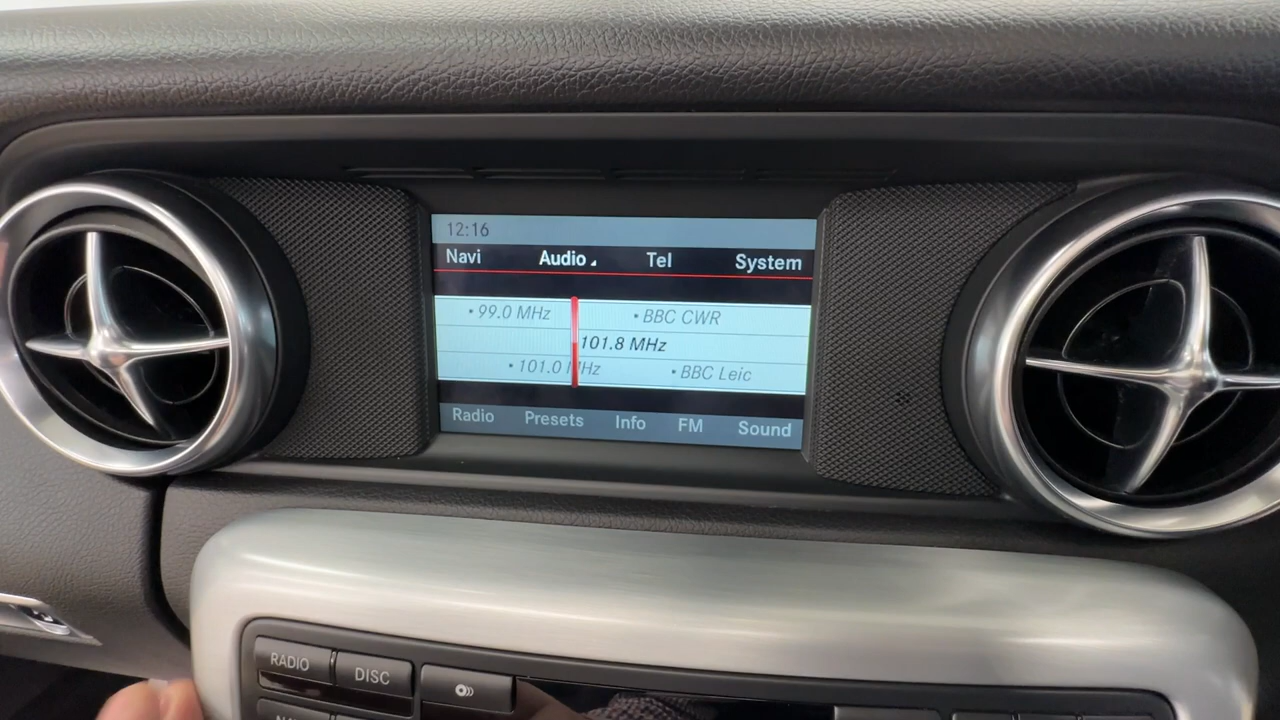 12:16
Navi Audio Tel System
• 99.0 MHz • BBC CWR
101.8 MHz
• 101.0 MHz • BBC Leic
Radio Presets Info FM Sound
RADIO DISC